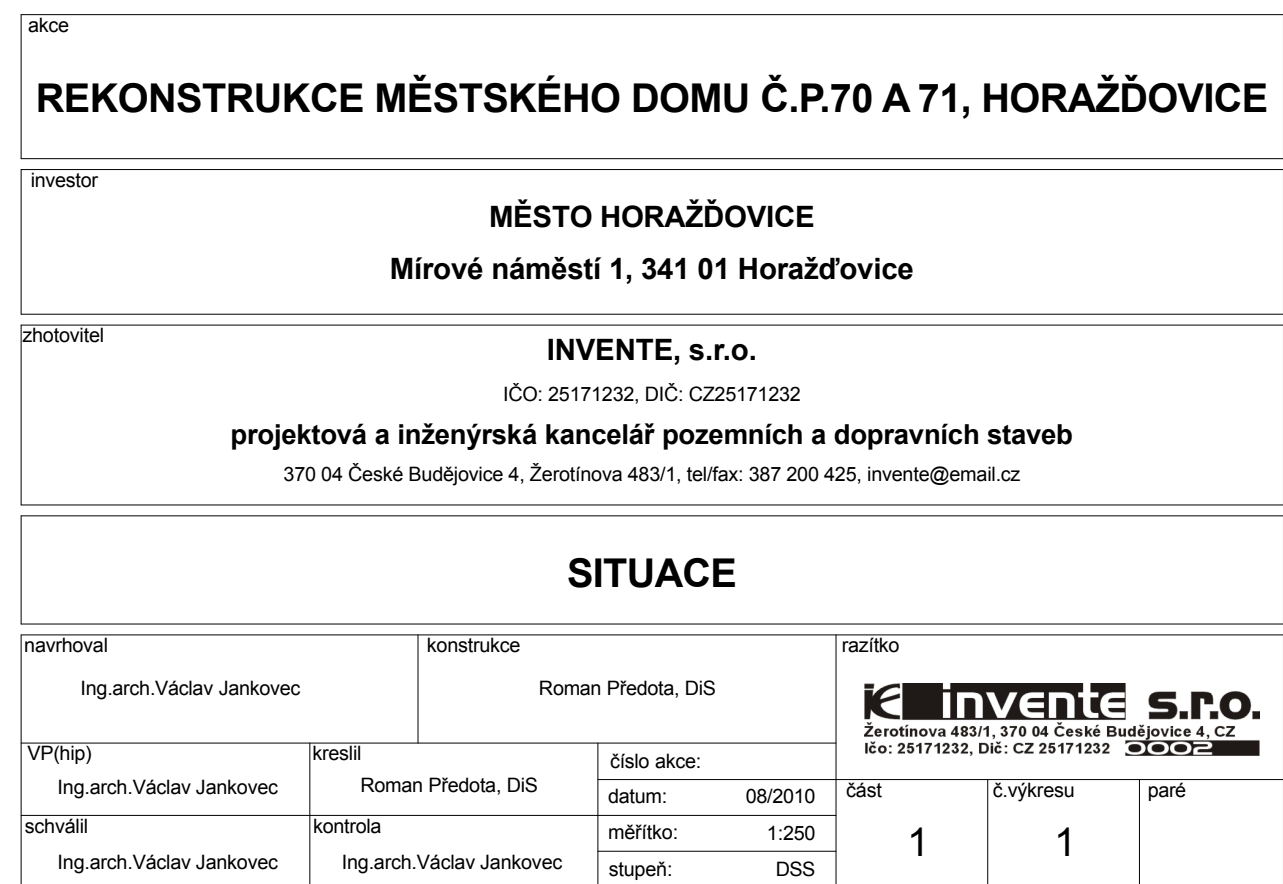 akce
REKONSTRUKCE MĚSTSKÉHO DOMU Č.P.70 A 71, HORAŽĎOVICE
investor
MĚSTO HORAŽĎOVICE
Mírové náměstí 1, 341 01 Horažďovice
zhotovitel
INVENTE, s.r.o.
IČO: 25171232, DIČ: CZ25171232
projektová a inženýrská kancelář pozemních a dopravních staveb
370 04 České Budějovice 4, Žerotínova 483/1, tel/fax: 387 200 425, invente@email.cz
SITUACE
navrhoval
Ing.arch.Václav Jankovec
konstrukce
Roman Předota, DiS
razítko
invente s.r.o.
Žerotínova 483/1, 370 04 České Budějovice 4, CZ
Ičo: 25171232, Dič: CZ 25171232 0002
VP(hip)
Ing.arch.Václav Jankovec
kreslil
Roman Předota, DiS
číslo akce:
datum: 08/2010
schválil
Ing.arch.Václav Jankovec
kontrola
Ing.arch.Václav Jankovec
měřítko: 1:250
stupeň: DSS
část
1
č.výkresu
1
paré